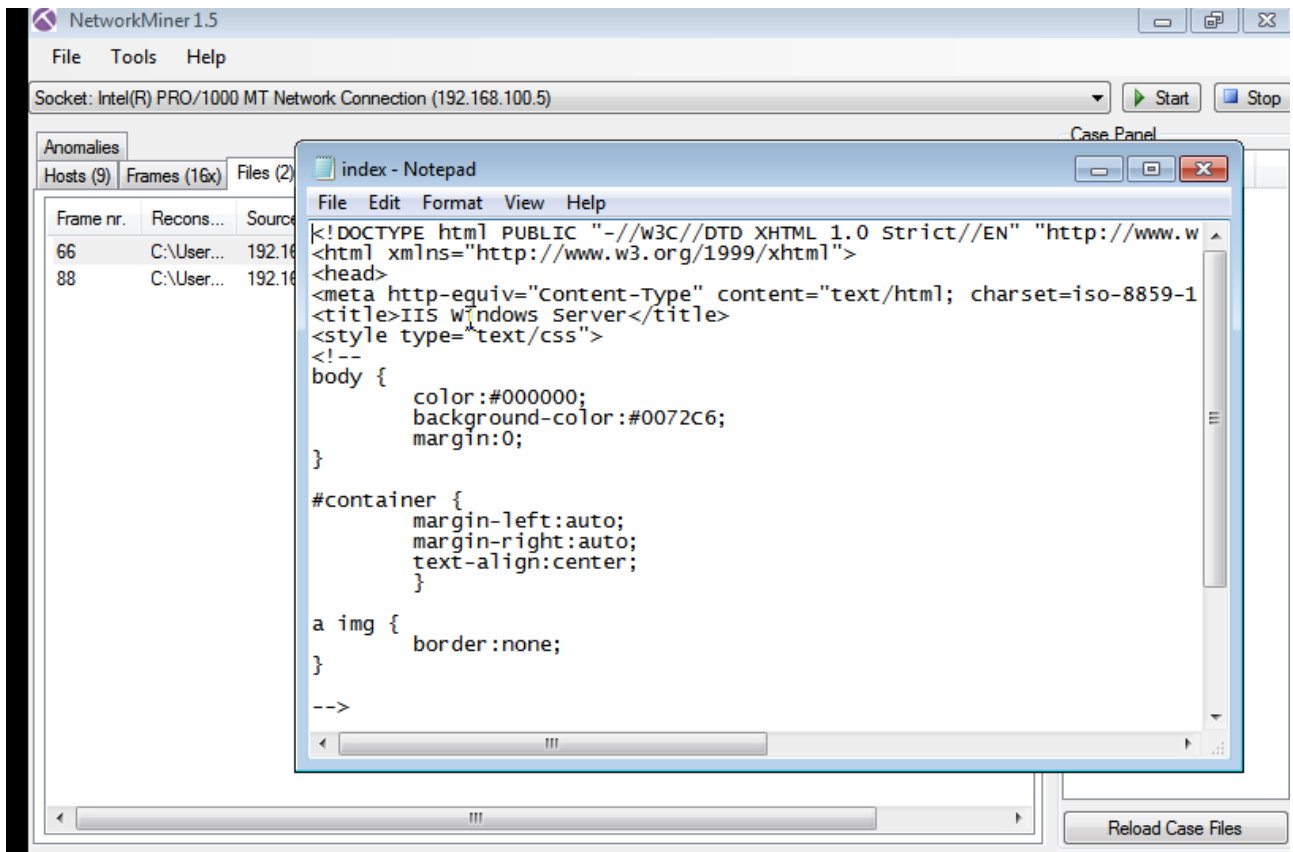 NetworkMiner 1.5
File Tools Help
Socket: Intel(R) PRO/1000 MT Network Connection (192.168.100.5)
Start
Stop
Case Panel
Anomalies
Hosts (9) Frames (16x) Files (2)
Frame nr. Recons... Source
66 C:\User... 192.16
88 C:\User... 192.16
index - Notepad
File Edit Format View Help
<!DOCTYPE html PUBLIC "-//W3C//DTD XHTML 1.0 Strict//EN" "http://www.w
<html xmlns="http://www.w3.org/1999/xhtml">
<head>
<meta http-equiv="Content-Type" content="text/html; charset=iso-8859-1
<title>IIS Windows Server</title>
<style type="text/css">
<!--
body {
color:#000000;
background-color:#0072C6;
margin:0;
}
#container {
margin-left:auto;
margin-right:auto;
text-align:center;
}
a img {
border:none;
}
-->
Reload Case Files